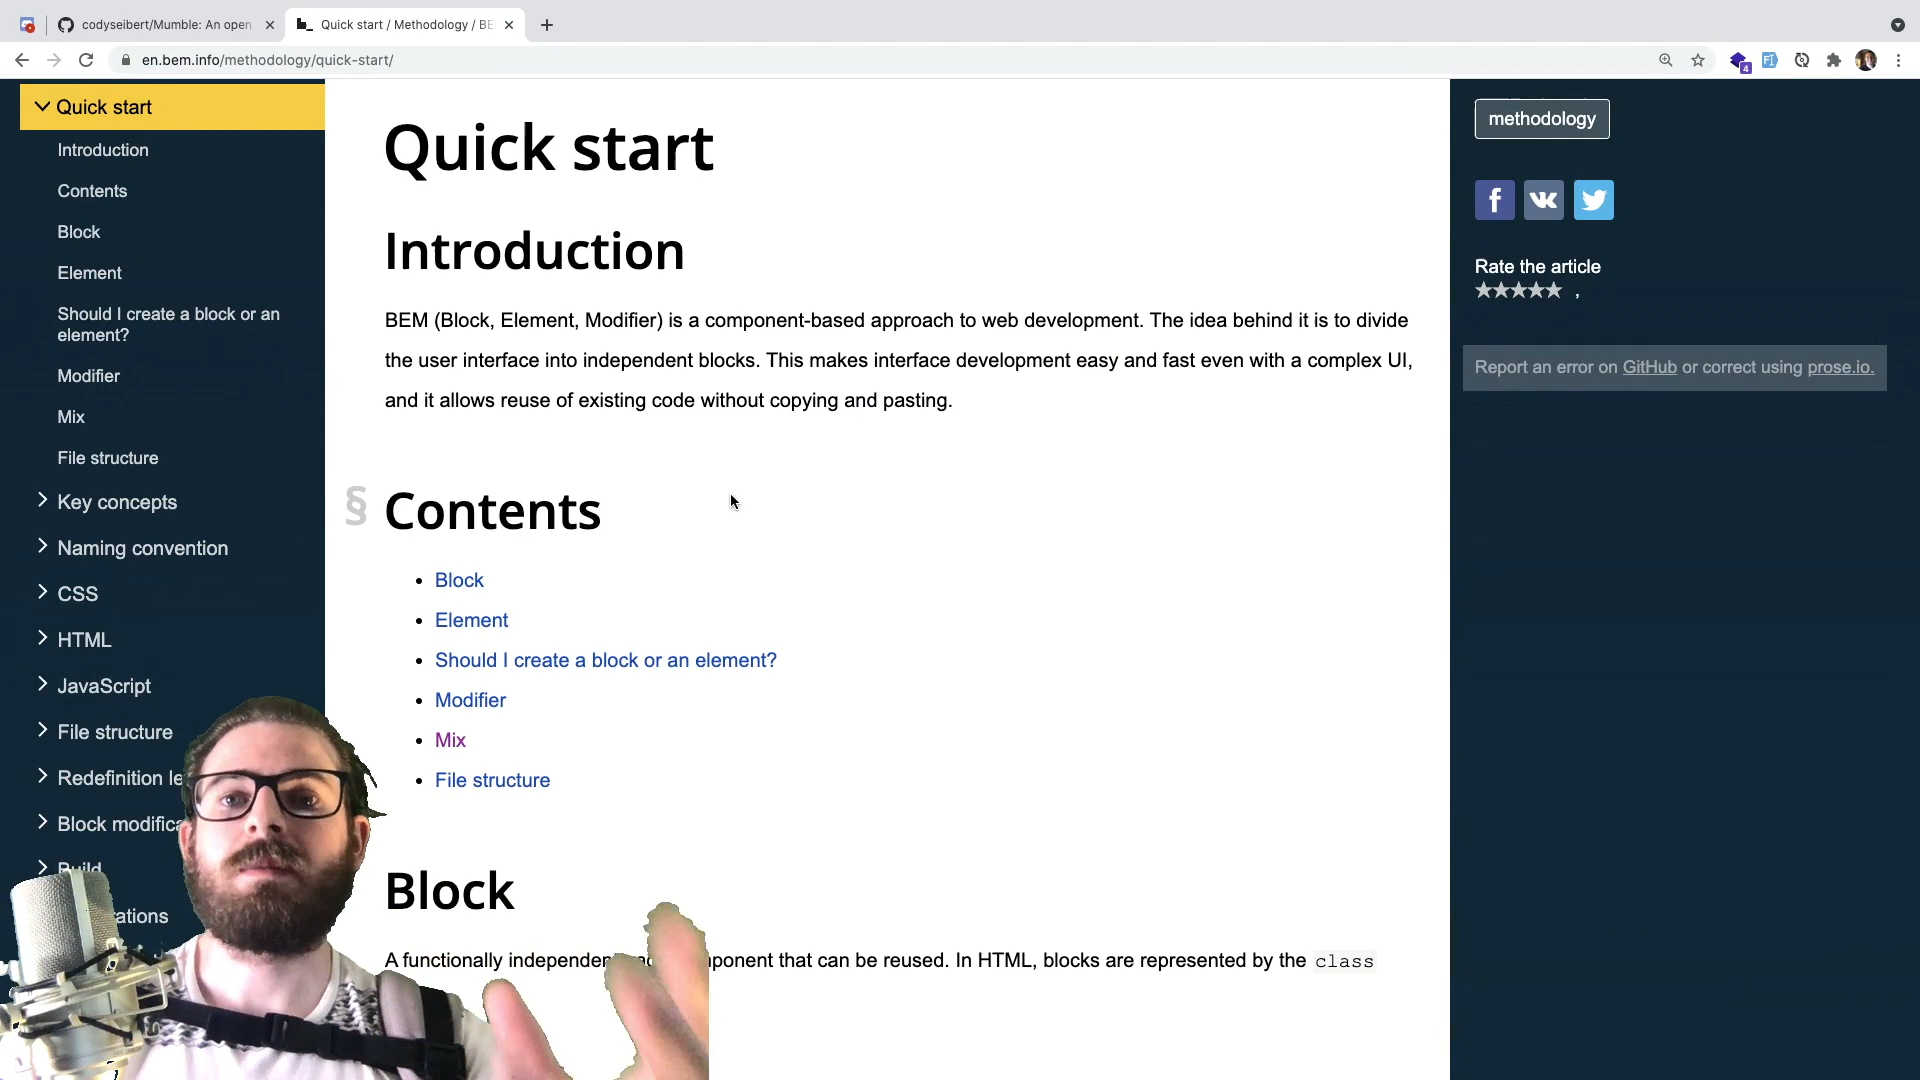 codyseibert/Mumble: An open
Quick start / Methodology / BE
en.bem.info/methodology/quick-start/
4
Quick start
Introduction
Contents
Block
Element
Should I create a block or an
element?
Modifier
Mix
File structure
Key concepts
Naming convention
CSS
HTML
JavaScript
File structure
Redefinition le
Block modifica
Build
ations
Quick start
Introduction
BEM (Block, Element, Modifier) is a component-based approach to web development. The idea behind it is to divide
the user interface into independent blocks. This makes interface development easy and fast even with a complex UI,
and it allows reuse of existing code without copying and pasting.
§ Contents
• Block
• Element
• Should I create a block or an element?
• Modifier
• Mix
• File structure
Block
A functionally independen ponent that can be reused. In HTML, blocks are represented by the class
methodology
Rate the article
★★★★★ ,
Report an error on GitHub or correct using prose.io.